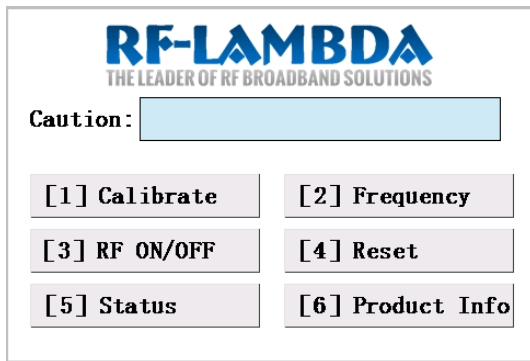 RF-LAMBDA
THE LEADER OF RF BROADBAND SOLUTIONS
Caution:
[1] Calibrate
[2] Frequency
[3] RF ON/OFF
[4] Reset
[5] Status
[6] Product Info